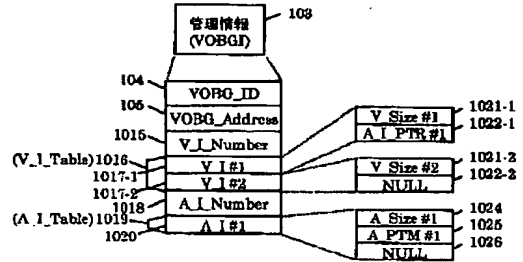 管理情報
(VOBGI)
103
104
VOBG_ID
105
VOBG_Address
1015
V_I_Number
(V_I_Table)1016
V_I#1
1017-1
V_I#2
1017-2
1018
A_I_Number
(A_I_Table)1019
A_I#1
1020
1021-1
V_Size#1
1022-1
A_I_PTR#1
1021-2
V_Size#2
1022-2
NULL
1024
A_Size#1
1025
A_PTM#1
1026
NULL